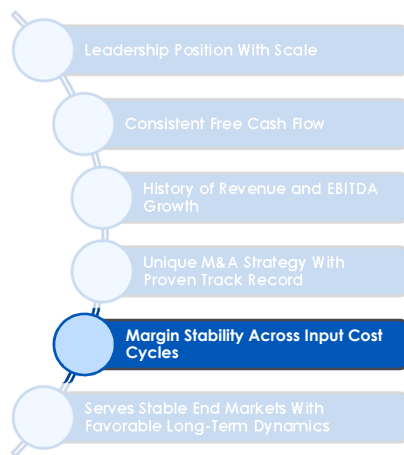 Leadership Position With Scale
Consistent Free Cash Flow
History of Revenue and EBITDA
Growth
Unique M&A Strategy With
Proven Track Record
Margin Stability Across Input Cost
Cycles
Serves Stable End Markets With
Favorable Long-Term Dynamics